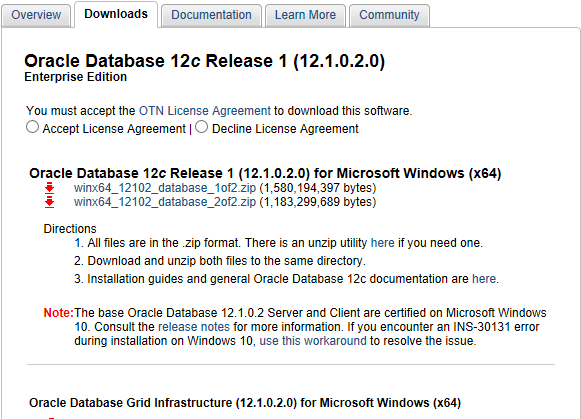 Overview Downloads Documentation Learn More Community
Oracle Database 12c Release 1 (12.1.0.2.0)
Enterprise Edition
You must accept the OTN License Agreement to download this software.
Accept License Agreement | Decline License Agreement
Oracle Database 12c Release 1 (12.1.0.2.0) for Microsoft Windows (x64)
winx64_12102_database_1of2.zip (1,580,194,397 bytes)
winx64_12102_database_2of2.zip (1,183,299,689 bytes)
Directions
1. All files are in the .zip format. There is an unzip utility here if you need one.
2. Download and unzip both files to the same directory.
3. Installation guides and general Oracle Database 12c documentation are here.
Note:The base Oracle Database 12.1.0.2 Server and Client are certified on Microsoft Windows
10. Consult the release notes for more information. If you encounter an INS-30131 error
during installation on Windows 10, use this workaround to resolve the issue.
Oracle Database Grid Infrastructure (12.1.0.2.0) for Microsoft Windows (x64)